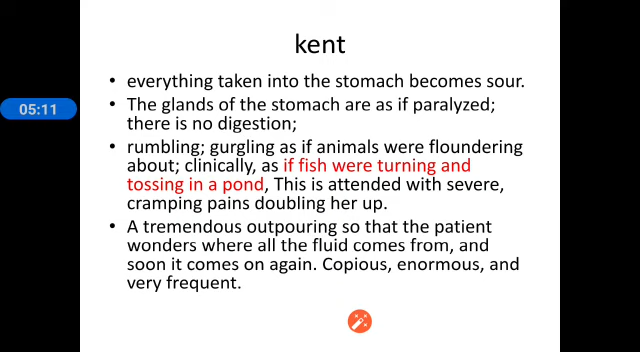 kent
• everything taken into the stomach becomes sour.
05:11
• The glands of the stomach are as if paralyzed;
there is no digestion;
• rumbling; gurgling as if animals were floundering
about; clinically, as if fish were turning and
tossing in a pond, This is attended with severe,
cramping pains doubling her up.
• A tremendous outpouring so that the patient
wonders where all the fluid comes from, and
soon it comes on again. Copious, enormous, and
very frequent.